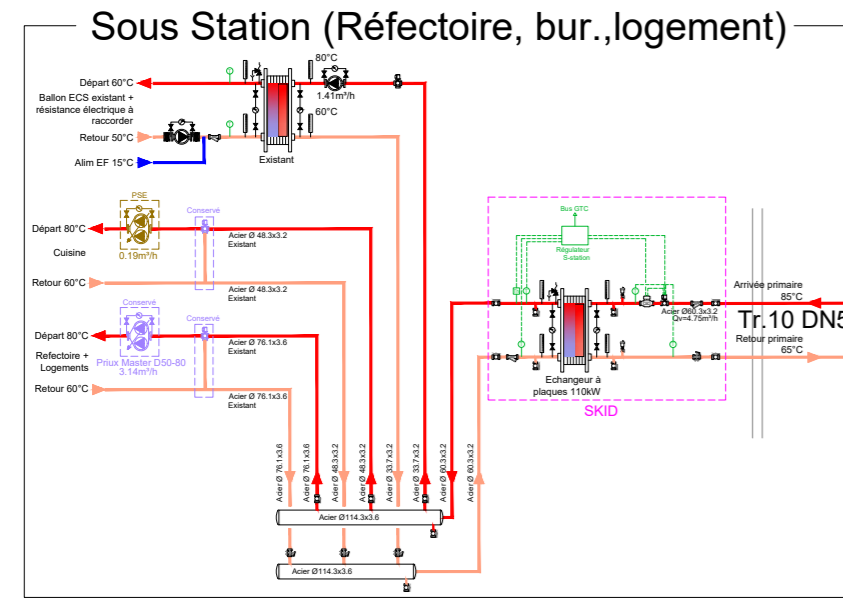 Sous Station (Réfectoire, bur.,logement)
Départ 60°C
Ballon ECS existant +
résistance électrique à
raccorder
Retour 50°C
Alim EF 15°C
80°C
1.41m³/h
60°C
Existant
PSE
Départ 80°C
Cuisine
0.19m³/h
Retour 60°C
Conservé
Acier Ø 48.3x3.2
Existant
Acier Ø 48.3x3.2
Existant
Conservé
Départ 80°C
Refectoire +
Logements
Priux Master D50-80
3.14m³/h
Retour 60°C
Conservé
Acier Ø 76.1x3.6
Existant
Acier Ø 76.1x3.6
Existant
Bus GTC
Régulateur
S-station
Acier Ø60.3x3.2
Qv=4.75m³/h
Echangeur à
plaques 110kW
SKID
Arrivée primaire
85°C
Tr.10 DN5
Retour primaire
65°C
Acier Ø 76.1x3.6
Acier Ø 76.1x3.6
Acier Ø 48.3x3.2
Acier Ø 48.3x3.2
Acier Ø 33.7x3.2
Acier Ø 33.7x3.2
Acier Ø 60.3x3.2
Acier Ø 60.3x3.2
Acier Ø114.3x3.6
Acier Ø114.3x3.6